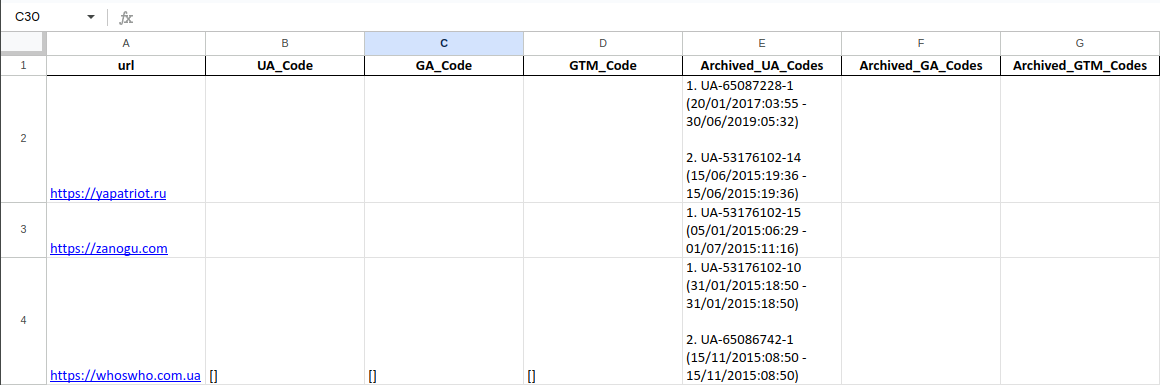 C30
fx
A B C D E F G
1 url UA_Code GA_Code GTM_Code Archived_UA_Codes Archived_GA_Codes Archived_GTM_Codes
1. UA-65087228-1
(20/01/2017:03:55 -
30/06/2019:05:32)
2
2. UA-53176102-14
(15/06/2015:19:36 -
https://yapatriot.ru 15/06/2015:19:36)
1. UA-53176102-15
3 (05/01/2015:06:29 -
https://zanogu.com 01/07/2015:11:16)
1. UA-53176102-10
(31/01/2015:18:50 -
31/01/2015:18:50)
4
2. UA-65086742-1
(15/11/2015:08:50 -
https://whoswho.com.ua [] [] [] 15/11/2015:08:50)